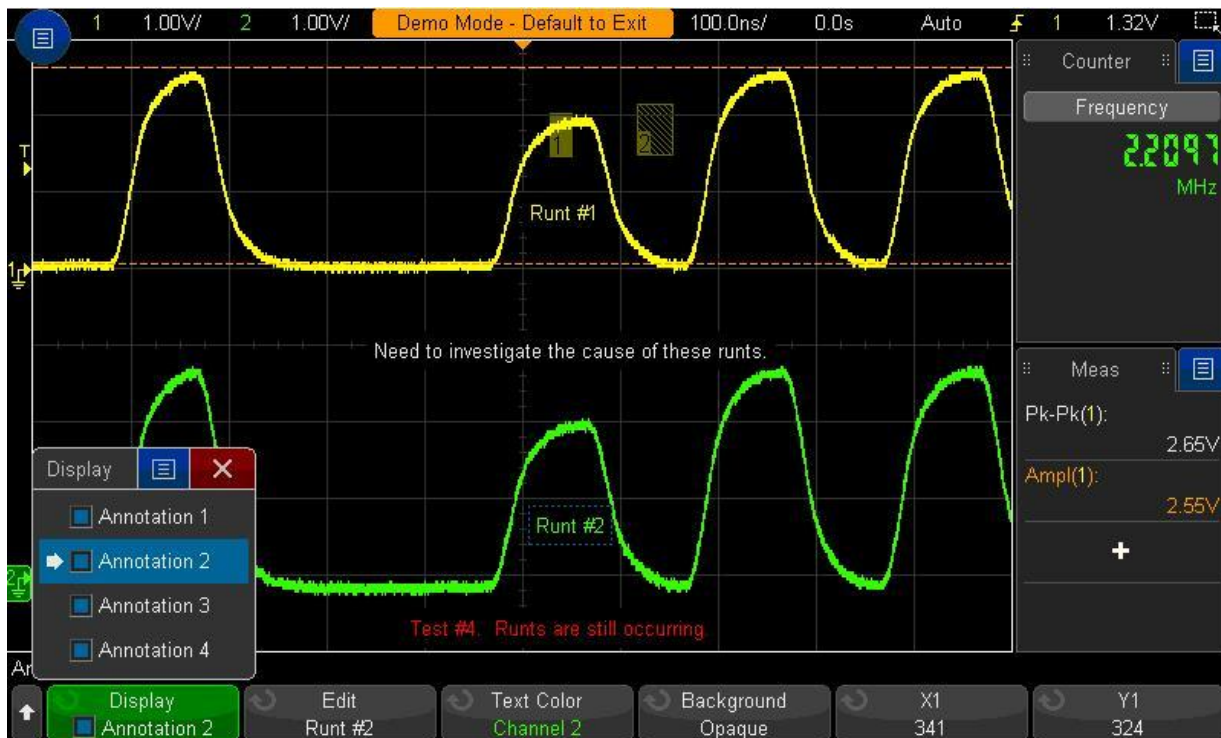 1 1.00V/ 2 1.00V/ Demo Mode - Default to Exit 100.0ns/ 0.0s Auto 1 1.32V
Counter
Frequency
2.2097
MHz
T
1
2
Runt #1
1
Need to investigate the cause of these runts.
Meas
Pk-Pk(1):
2.65V
Ampl(1):
2.55V
+
Display
Annotation 1
Annotation 2
Annotation 3
Annotation 4
Runt #2
2
Test #4. Runts are still occurring
Display
Annotation 2
Edit
Runt #2
Text Color
Channel 2
Background
Opaque
X1
341
Y1
324